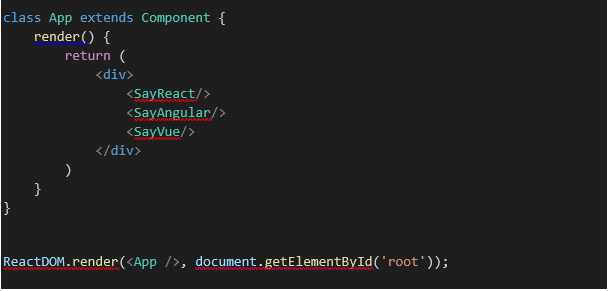 class App extends Component {
render() {
return (
<div>
<SayReact/>
<SayAngular/>
<SayVue/>
</div>
)
}
}
ReactDOM.render(<App />, document.getElementById('root'));